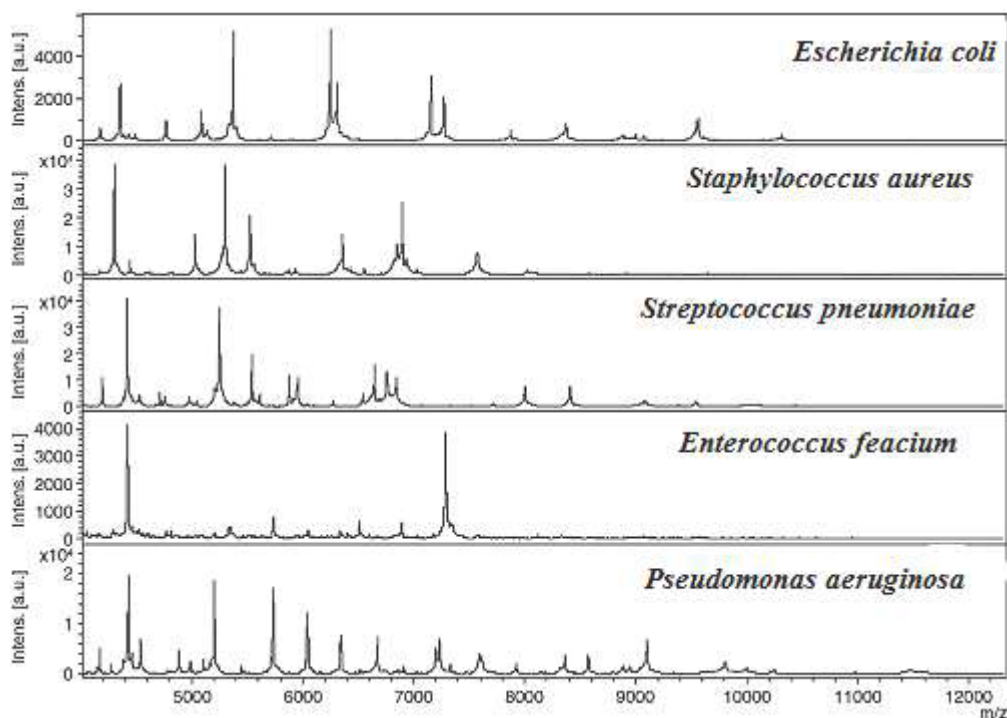 Intens. [a.u.]
4000
2000
0
Escherichia coli
Intens. [a.u.]
x10⁴
3
2
1
0
Staphylococcus aureus
Intens. [a.u.]
x10⁴
3
2
1
0
Streptococcus pneumoniae
Intens. [a.u.]
4000
3000
2000
1000
0
Enterococcus feacium
Intens. [a.u.]
x10⁴
2
1
0
Pseudomonas aeruginosa
5000 6000 7000 8000 9000 10000 11000 12000
m/z